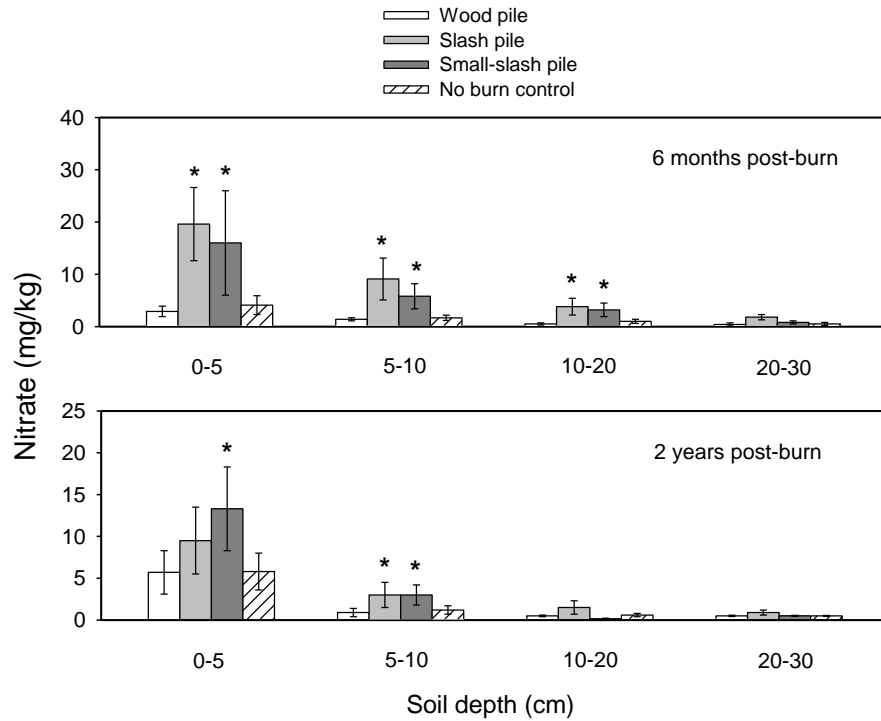 Wood pile
Slash pile
Small-slash pile
No burn control
40
30
20
10
0
6 months post-burn
* *
* *
* *
0-5 5-10 10-20 20-30
Nitrate (mg/kg)
25
20
15
10
5
0
2 years post-burn
*
* *
0-5 5-10 10-20 20-30
Soil depth (cm)